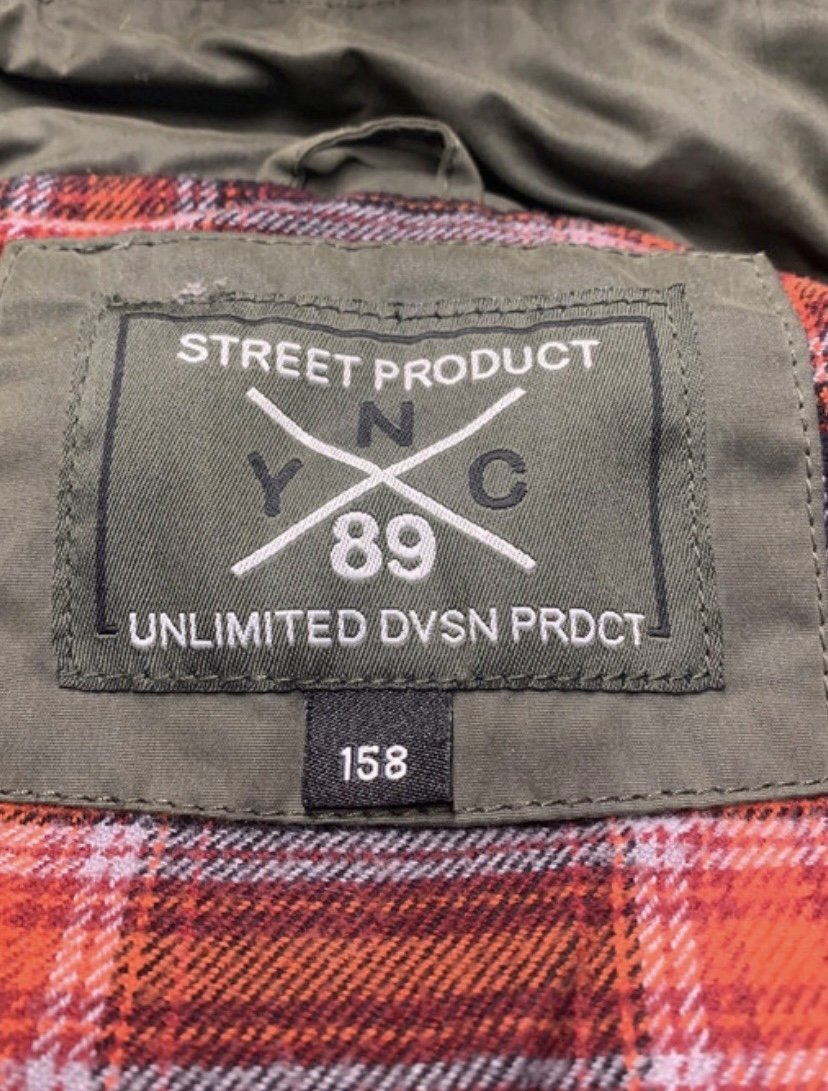 STREET PRODUCT
N
Y C
89
UNLIMITED DVSN PRDCT
158